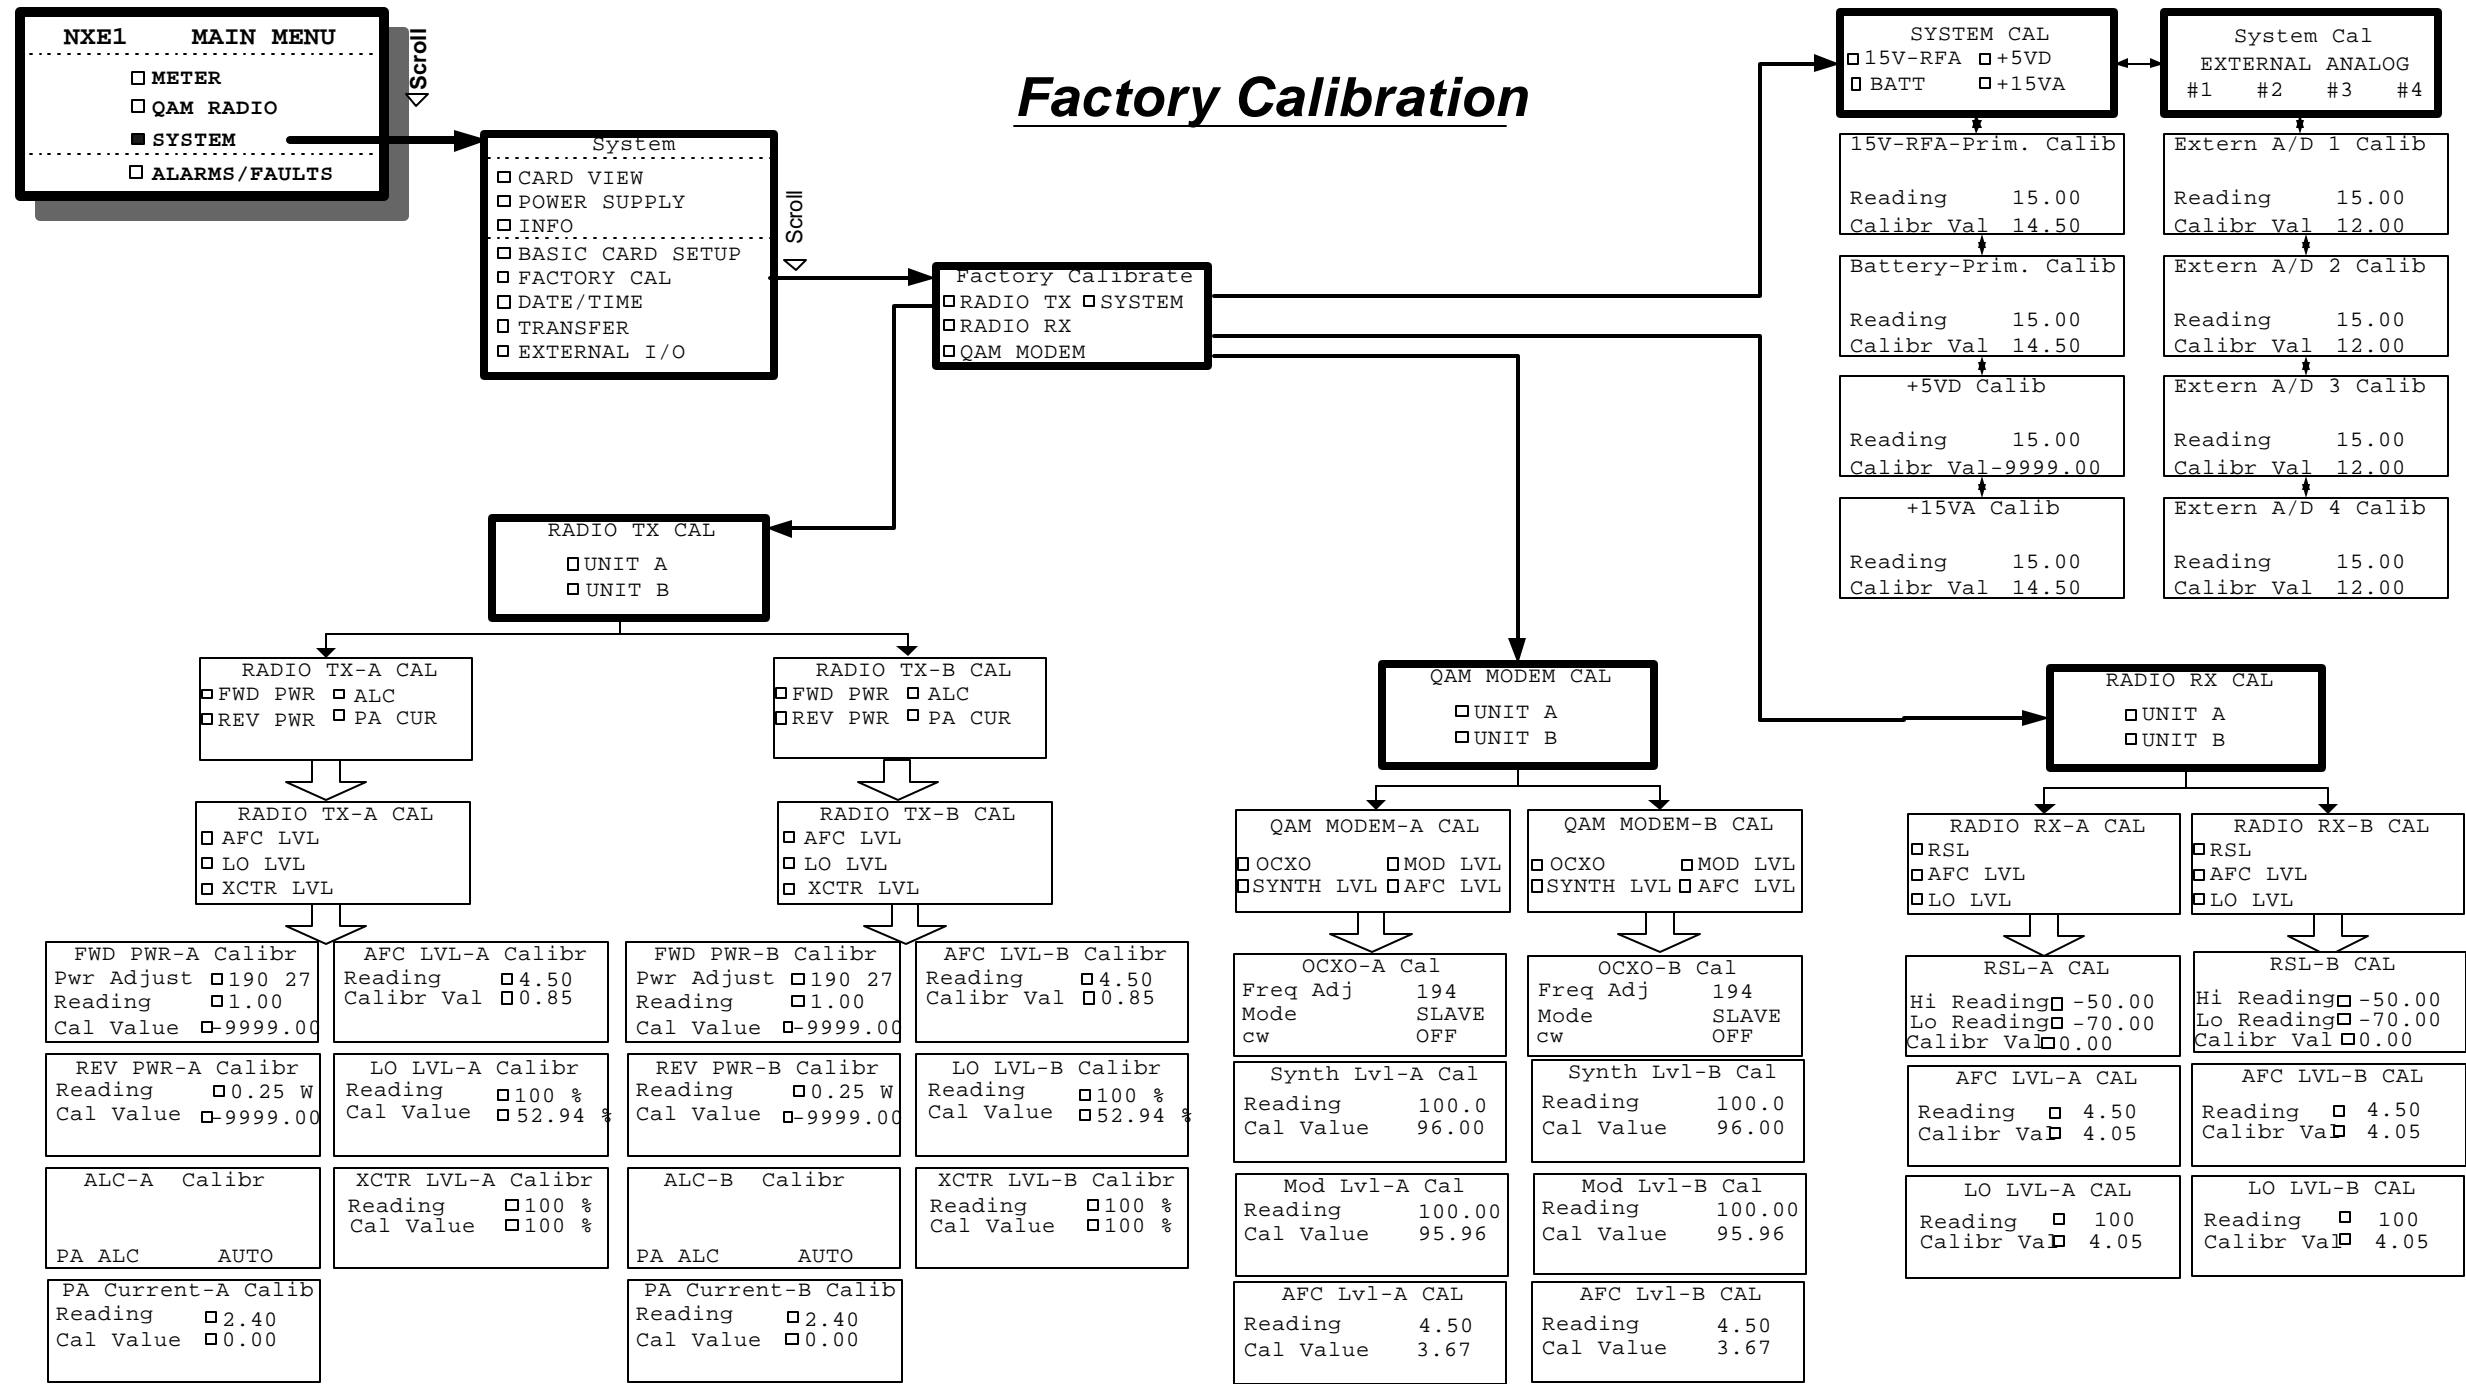 NXE1 MAIN MENU
METER
QAM RADIO
SYSTEM
ALARMS/FAULTS
Scroll
System
CARD VIEW
POWER SUPPLY
INFO
BASIC CARD SETUP
FACTORY CAL
DATE/TIME
TRANSFER
EXTERNAL I/O
Scroll
Factory Calibration
Factory Calibrate
RADIO TX SYSTEM
RADIO RX
QAM MODEM
SYSTEM CAL
15V-RFA +5VD
BATT +15VA
System Cal
EXTERNAL ANALOG
#1 #2 #3 #4
15V-RFA-Prim. Calib
Reading 15.00
Calibr Val 14.50
Extern A/D 1 Calib
Reading 15.00
Calibr Val 12.00
Battery-Prim. Calib
Reading 15.00
Calibr Val 14.50
Extern A/D 2 Calib
Reading 15.00
Calibr Val 12.00
+5VD Calib
Reading 15.00
Calibr Val-9999.00
Extern A/D 3 Calib
Reading 15.00
Calibr Val 12.00
+15VA Calib
Reading 15.00
Calibr Val 14.50
Extern A/D 4 Calib
Reading 15.00
Calibr Val 12.00
RADIO TX CAL
UNIT A
UNIT B
RADIO TX-A CAL
FWD PWR ALC
REV PWR PA CUR
RADIO TX-B CAL
FWD PWR ALC
REV PWR PA CUR
RADIO TX-A CAL
AFC LVL
LO LVL
XCTR LVL
RADIO TX-B CAL
AFC LVL
LO LVL
XCTR LVL
FWD PWR-A Calibr
Pwr Adjust 190 27
Reading 1.00
Cal Value -9999.00
AFC LVL-A Calibr
Reading 4.50
Calibr Val 0.85
FWD PWR-B Calibr
Pwr Adjust 190 27
Reading 1.00
Cal Value -9999.00
AFC LVL-B Calibr
Reading 4.50
Calibr Val 0.85
REV PWR-A Calibr
Reading 0.25 W
Cal Value -9999.00
LO LVL-A Calibr
Reading 100 %
Cal Value 52.94 %
REV PWR-B Calibr
Reading 0.25 W
Cal Value -9999.00
LO LVL-B Calibr
Reading 100 %
Cal Value 52.94 %
ALC-A Calibr
PA ALC AUTO
XCTR LVL-A Calibr
Reading 100 %
Cal Value 100 %
ALC-B Calibr
PA ALC AUTO
XCTR LVL-B Calibr
Reading 100 %
Cal Value 100 %
PA Current-A Calib
Reading 2.40
Cal Value 0.00
PA Current-B Calib
Reading 2.40
Cal Value 0.00
QAM MODEM CAL
UNIT A
UNIT B
QAM MODEM-A CAL
OCXO MOD LVL
SYNTH LVL AFC LVL
QAM MODEM-B CAL
OCXO MOD LVL
SYNTH LVL AFC LVL
OCXO-A Cal
Freq Adj 194
Mode SLAVE
cw OFF
OCXO-B Cal
Freq Adj 194
Mode SLAVE
cw OFF
Synth Lvl-A Cal
Reading 100.0
Cal Value 96.00
Synth Lvl-B Cal
Reading 100.0
Cal Value 96.00
Mod Lvl-A Cal
Reading 100.00
Cal Value 95.96
Mod Lvl-B Cal
Reading 100.00
Cal Value 95.96
AFC Lvl-A CAL
Reading 4.50
Cal Value 3.67
AFC Lvl-B CAL
Reading 4.50
Cal Value 3.67
RADIO RX CAL
UNIT A
UNIT B
RADIO RX-A CAL
RSL
AFC LVL
LO LVL
RADIO RX-B CAL
RSL
AFC LVL
LO LVL
RSL-A CAL
Hi Reading -50.00
Lo Reading -70.00
Calibr Val 0.00
RSL-B CAL
Hi Reading -50.00
Lo Reading -70.00
Calibr Val 0.00
AFC LVL-A CAL
Reading 4.50
Calibr Val 4.05
AFC LVL-B CAL
Reading 4.50
Calibr Val 4.05
LO LVL-A CAL
Reading 100
Calibr Val 4.05
LO LVL-B CAL
Reading 100
Calibr Val 4.05